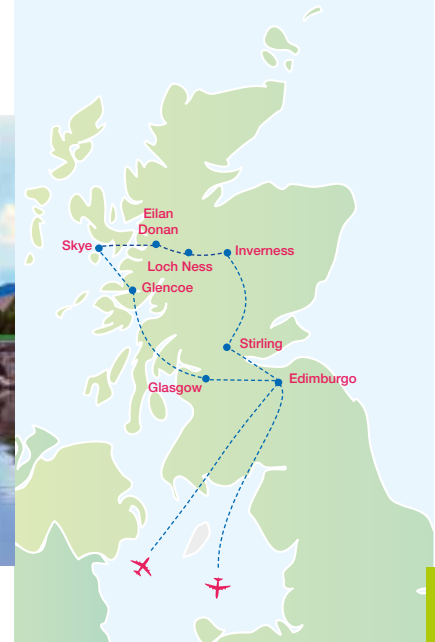 Eilan
Donan
Skye
Inverness
Loch Ness
Glencoe
Stirling
Glasgow
Edimburgo